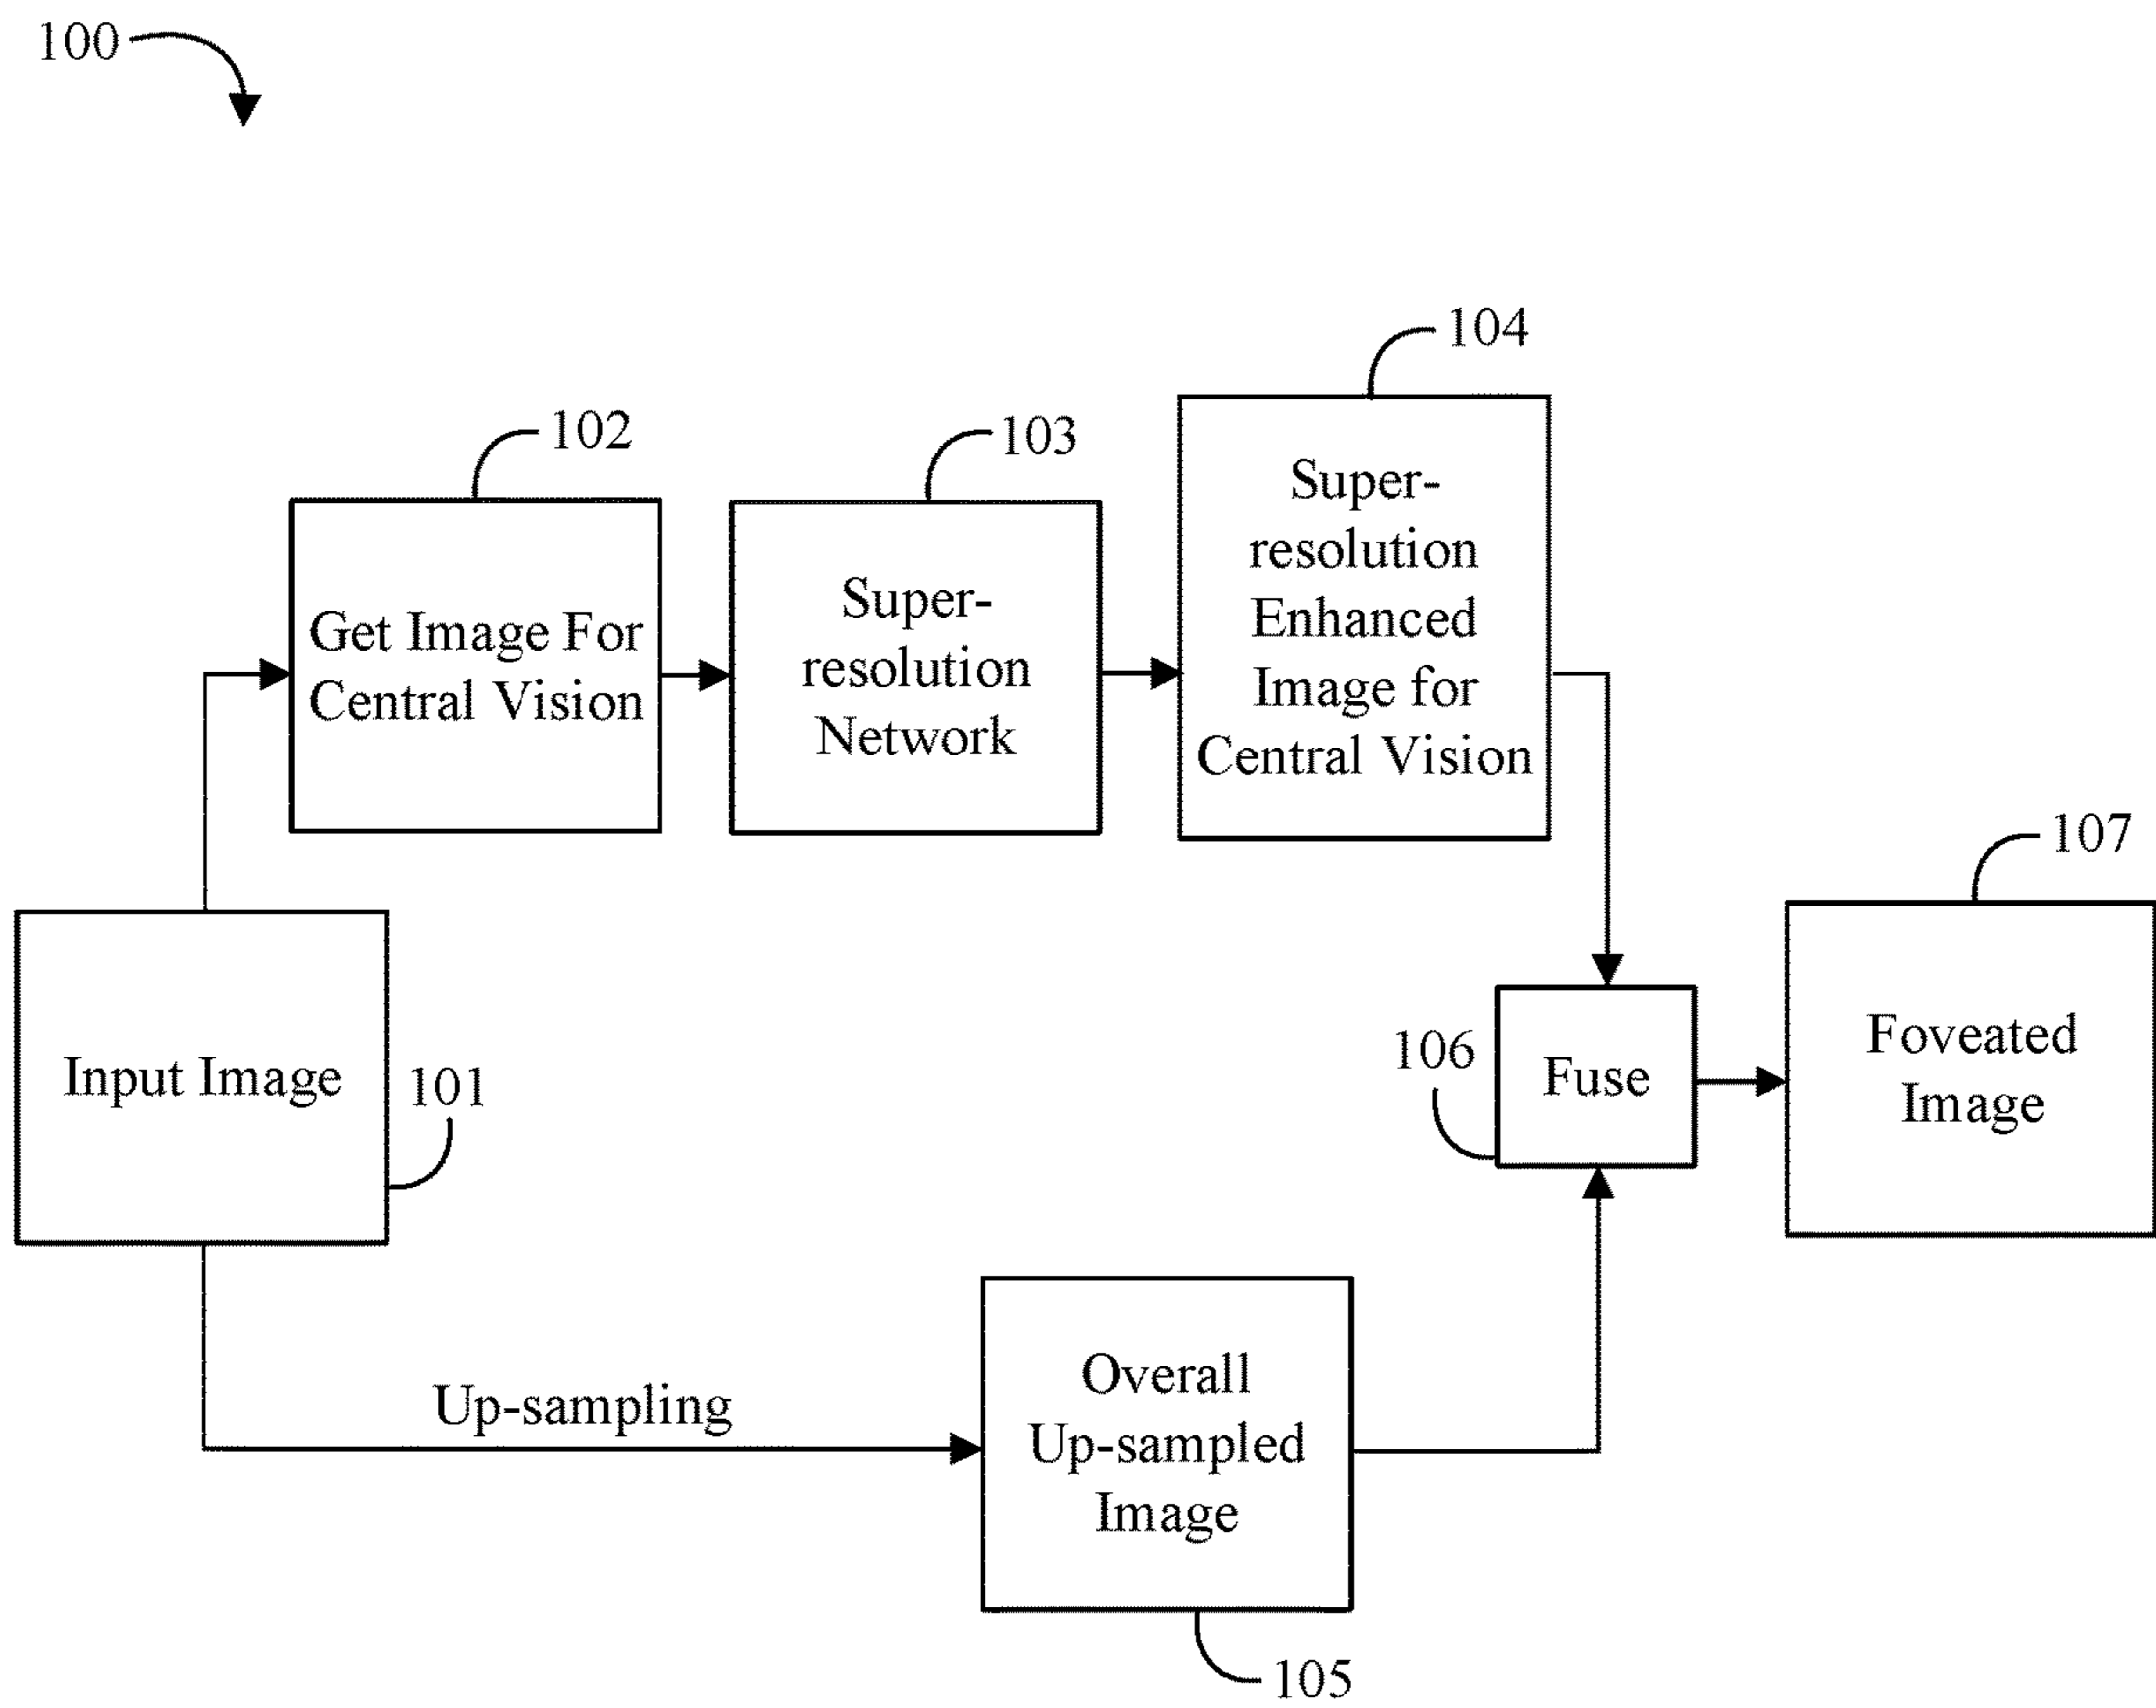 100
104
102
103
Super-
resolution
Enhanced
Image for
Central Vision
Get Image For
Central Vision
Super-
resolution
Network
107
Input Image
101
106
Fuse
Foveated
Image
Up-sampling
Overall
Up-sampled
Image
105